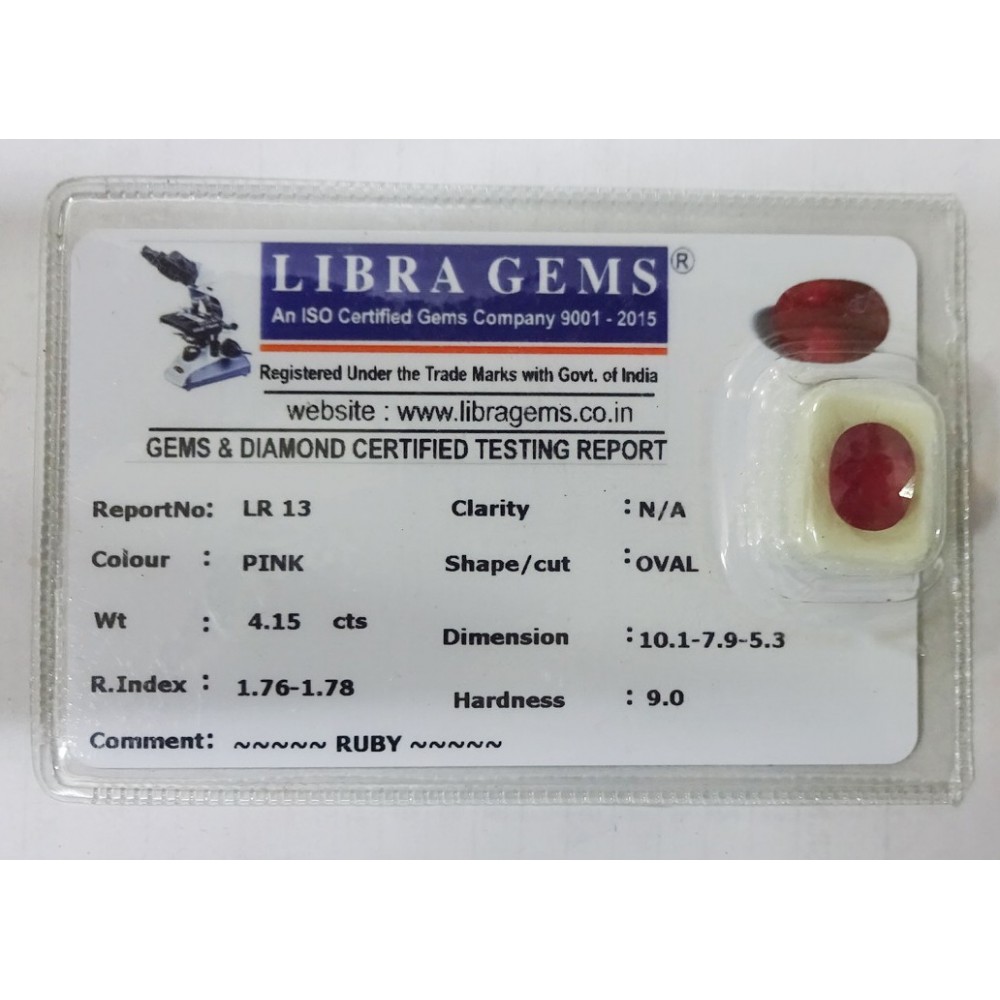 LIBRA GEMS ®
An ISO Certified Gems Company 9001 - 2015
Registered Under the Trade Marks with Govt. of India
website : www.libragems.co.in
GEMS & DIAMOND CERTIFIED TESTING REPORT
ReportNo: LR 13 Clarity : N/A
Colour : PINK Shape/cut : OVAL
Wt : 4.15 cts Dimension : 10.1-7.9-5.3
R.Index : 1.76-1.78 Hardness : 9.0
Comment: ~~~~~ RUBY ~~~~~